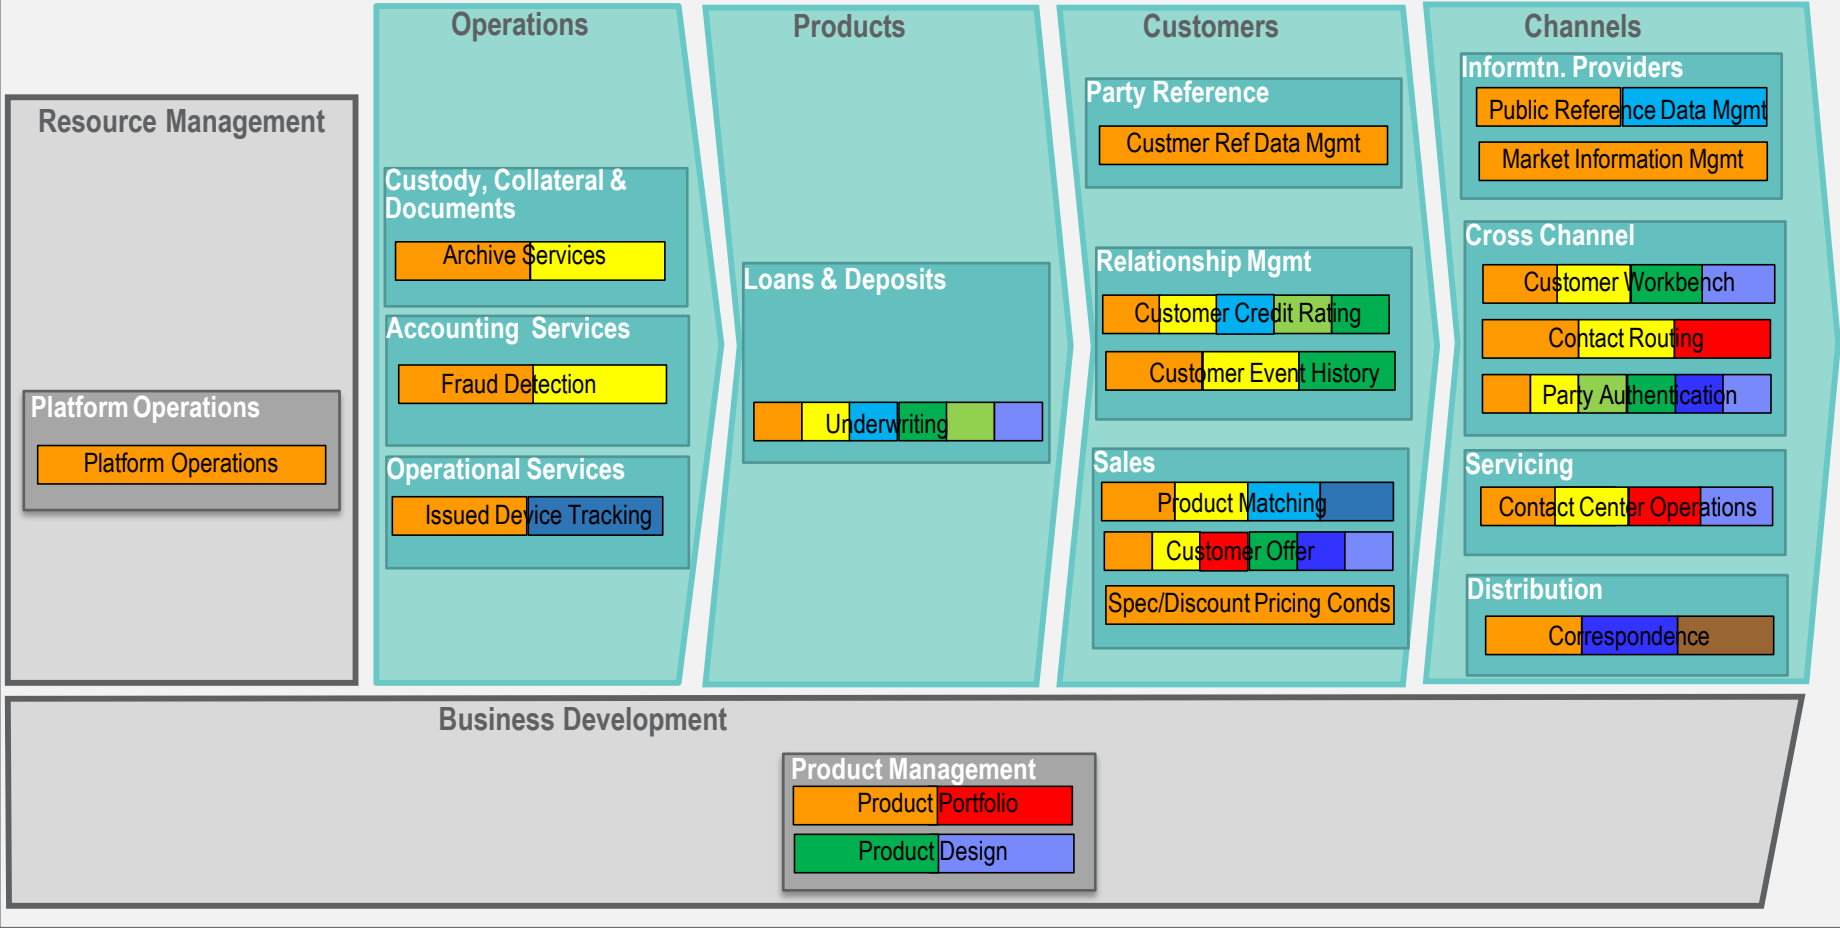 Operations
Products
Customers
Channels
Resource Management
Platform Operations
Platform Operations
Custody, Collateral &
Documents
Archive Services
Accounting Services
Fraud Detection
Operational Services
Issued Device Tracking
Loans & Deposits
Underwriting
Party Reference
Custmer Ref Data Mgmt
Relationship Mgmt
Customer Credit Rating
Customer Event History
Sales
Product Matching
Customer Offer
Spec/Discount Pricing Conds
Informtn. Providers
Public Reference Data Mgmt
Market Information Mgmt
Cross Channel
Customer Workbench
Contact Routing
Party Authentication
Servicing
Contact Center Operations
Distribution
Correspondence
Business Development
Product Management
Product Portfolio
Product Design